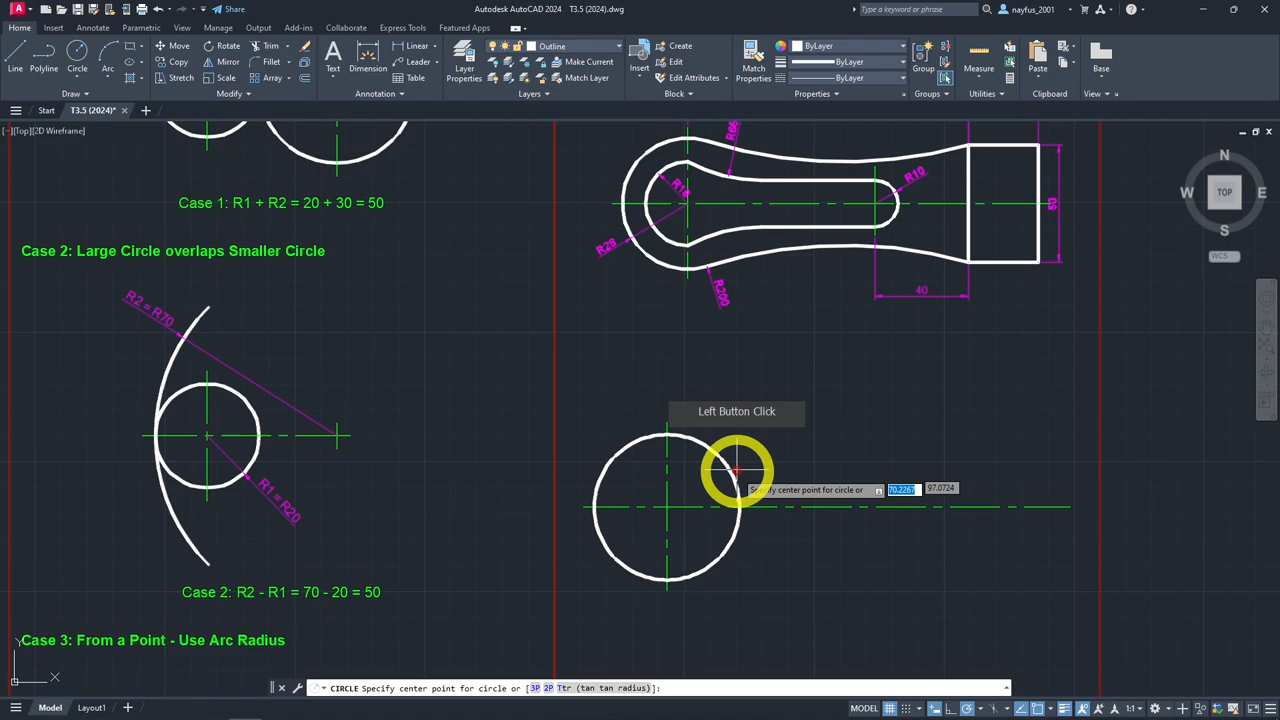 Share
Autodesk AutoCAD 2024 T3.5 (2024).dwg
Type a keyword or phrase
nayfus_2001
Home Insert Annotate Parametric View Manage Output Add-ins Collaborate Express Tools Featured Apps
Line Polyline Circle Arc
Move Rotate Trim
Copy Mirror Fillet
Stretch Scale Array
Text Dimension
Linear
Leader
Table
Layer Properties
Outline
Make Current
Match Layer
Insert
Create
Edit
Edit Attributes
Match Properties
ByLayer
ByLayer
ByLayer
Group
Measure
Paste
Base
Draw Modify Annotation Layers Block Properties Groups Utilities Clipboard View
Start T3.5 (2024)*
[−][Top][2D Wireframe]
N
W TOP E
S
WCS
Case 1: R1 + R2 = 20 + 30 = 50
Case 2: Large Circle overlaps Smaller Circle
R2 = R70
R1 = R20
Case 2: R2 - R1 = 70 - 20 = 50
Case 3: From a Point - Use Arc Radius
R10
R28
R200
40
Left Button Click
Specify center point for circle or 70.2267 97.0724
Y
X
CIRCLE Specify center point for circle or [3P 2P Ttr (tan tan radius)]:
Model Layout1
MODEL
1:1